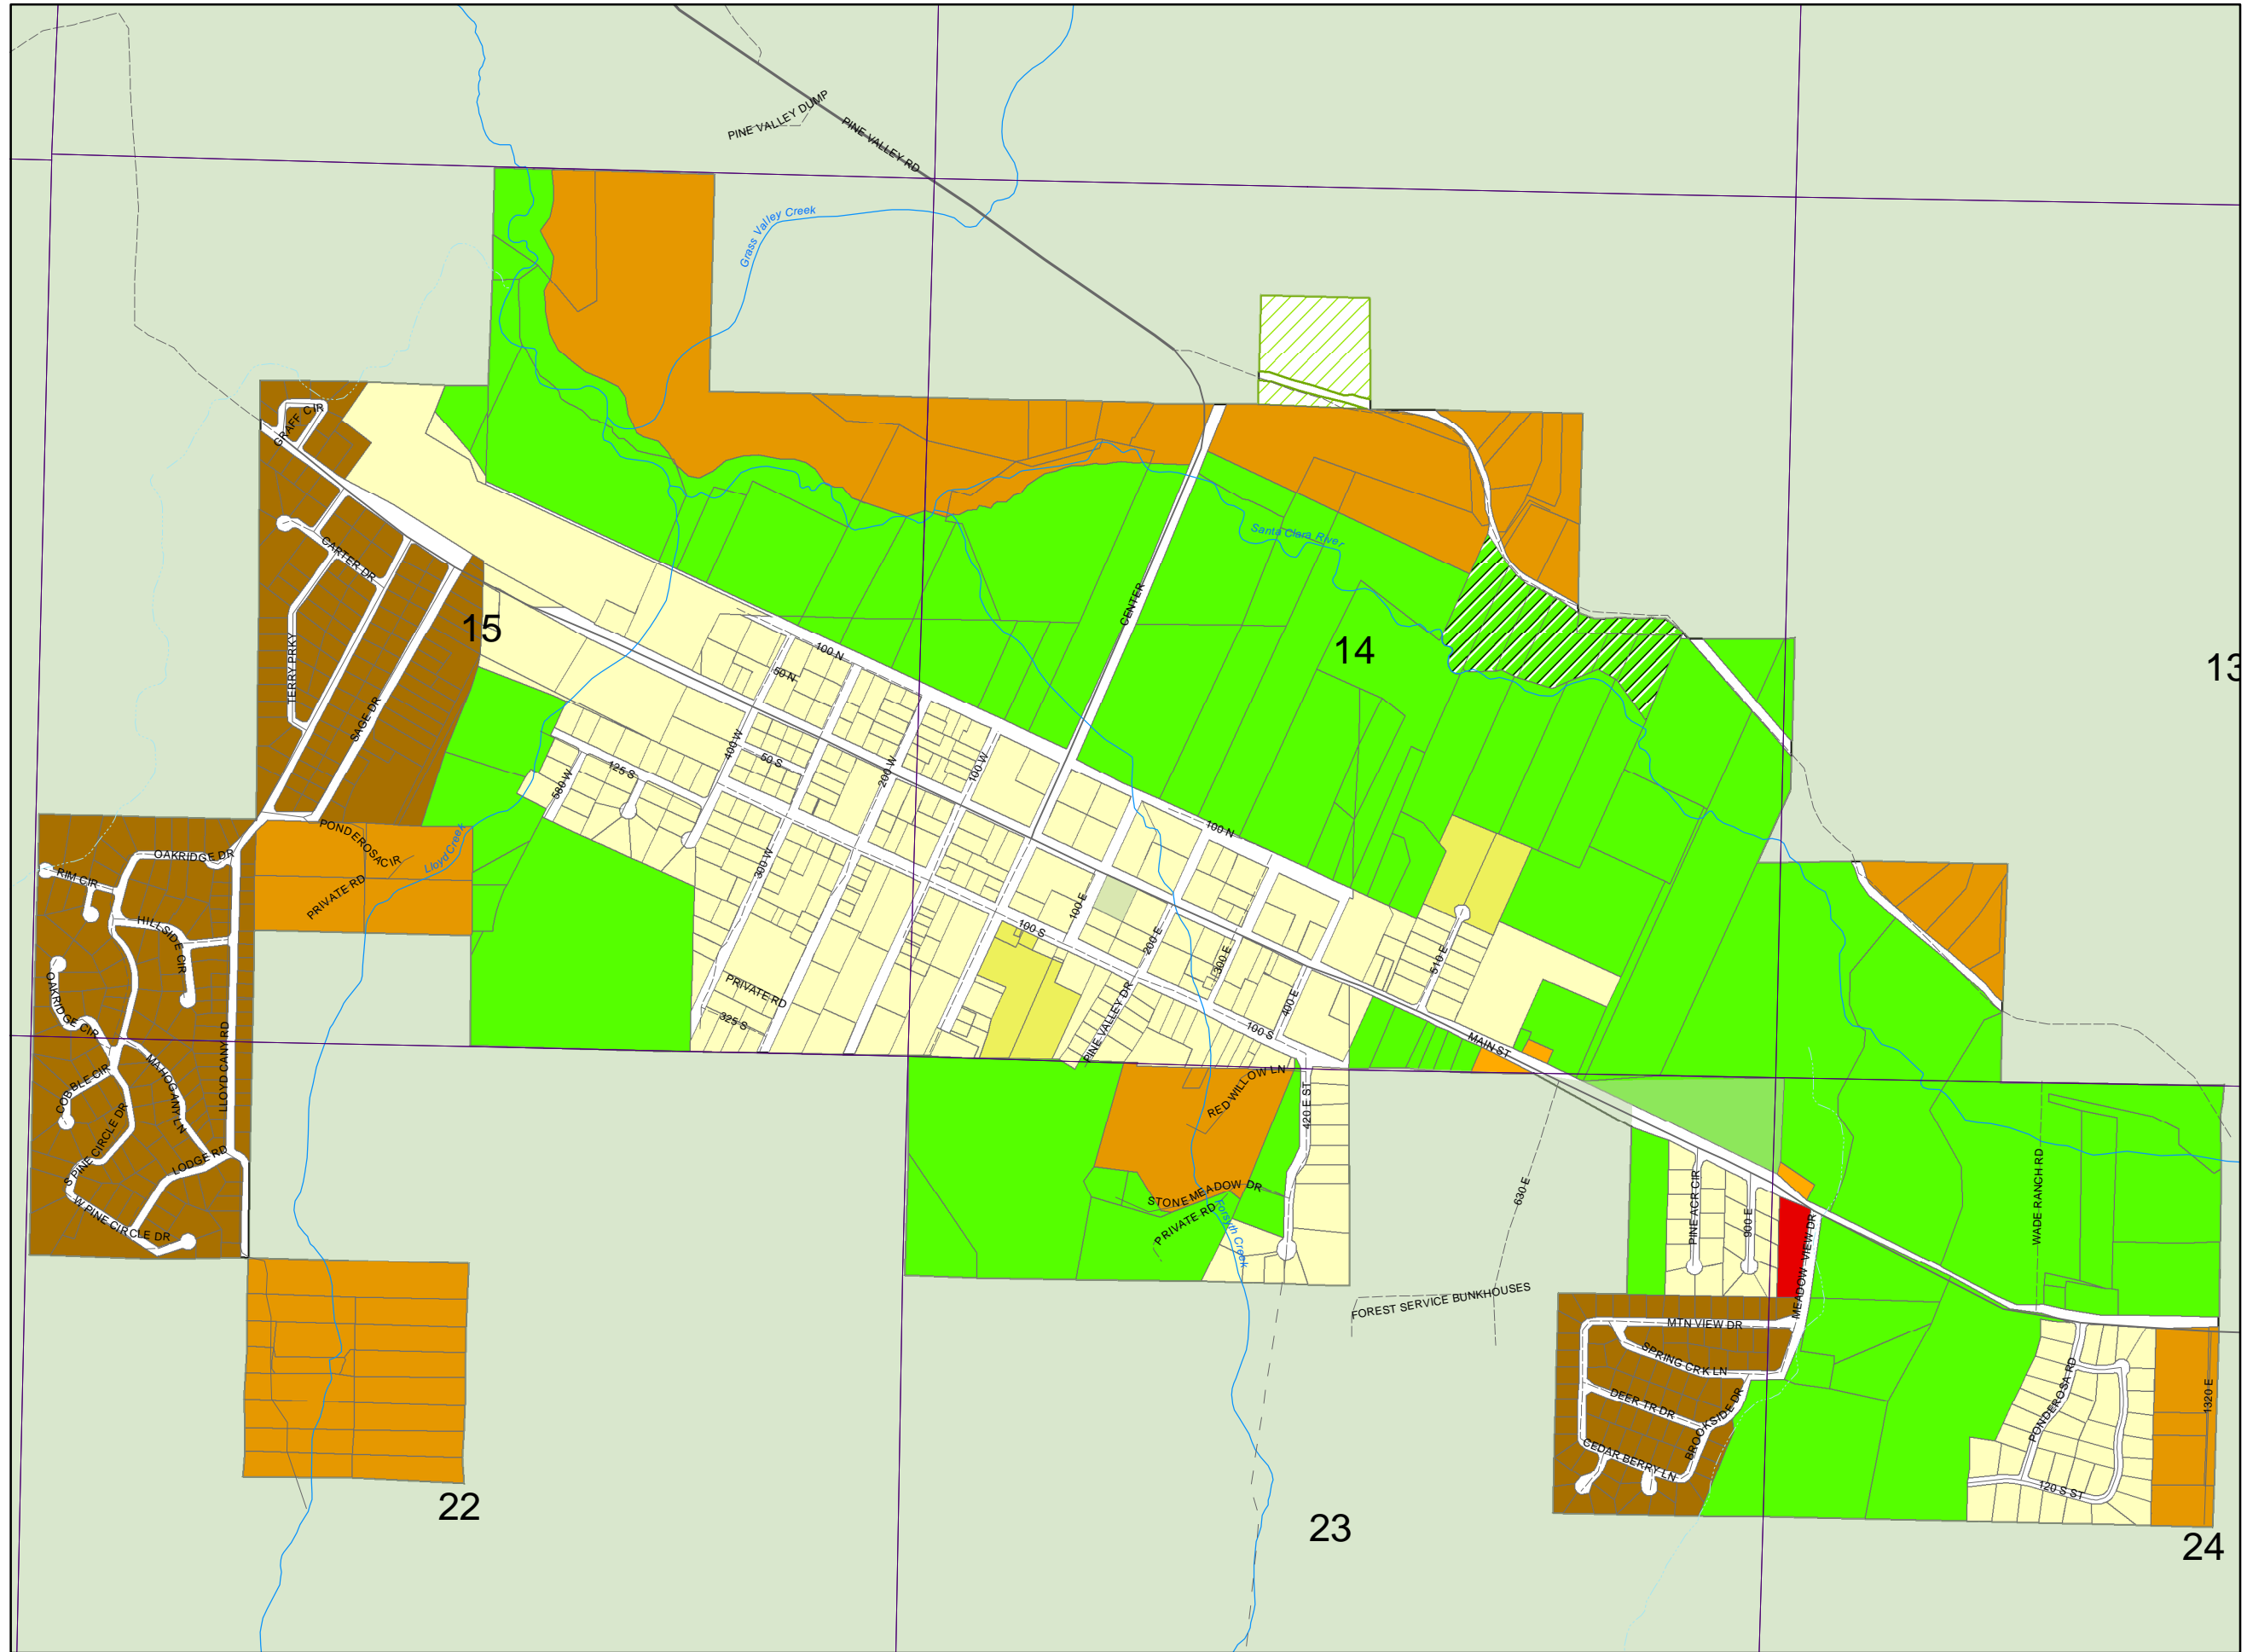 PINE VALLEY DUMP
PINE VALLEY RD
Grass Valley Creek
GRAFF CIR
Santa Clara River
CARTER DR
CENTER
15
14
13
TERRY PRKY
100 N
50 N
SAGE DR
400 W
50 S
200 W
100 W
125 S
580 W
PONDEROSA CIR
100 N
OAKRIDGE DR
Lloyd Creek
RIM CIR
PRIVATE RD
300 W
HILLSIDE CIR
100 E
100 S
200 E
300 E
510 E
OAKRIDGE CIR
PRIVATE RD
325 S
PINE VALLEY DR
400 E
100 S
MAIN ST
LLOYD CANY RD
MAHOGANY LN
COBBLE CIR
RED WILLOW LN
420 E ST
S PINE CIRCLE DR
LODGE RD
W PINE CIRCLE DR
STONE MEADOW DR
PRIVATE RD
Forsyth Creek
630 E
PINE ACR CIR
900 E
MEADOW VIEW DR
WADE RANCH RD
FOREST SERVICE BUNKHOUSES
MTN VIEW DR
SPRING CRK LN
DEER TR DR
BROOKSIDE DR
CEDAR BERRY LN
PONDEROSA RD
1320 E
120 S ST
22
23
24